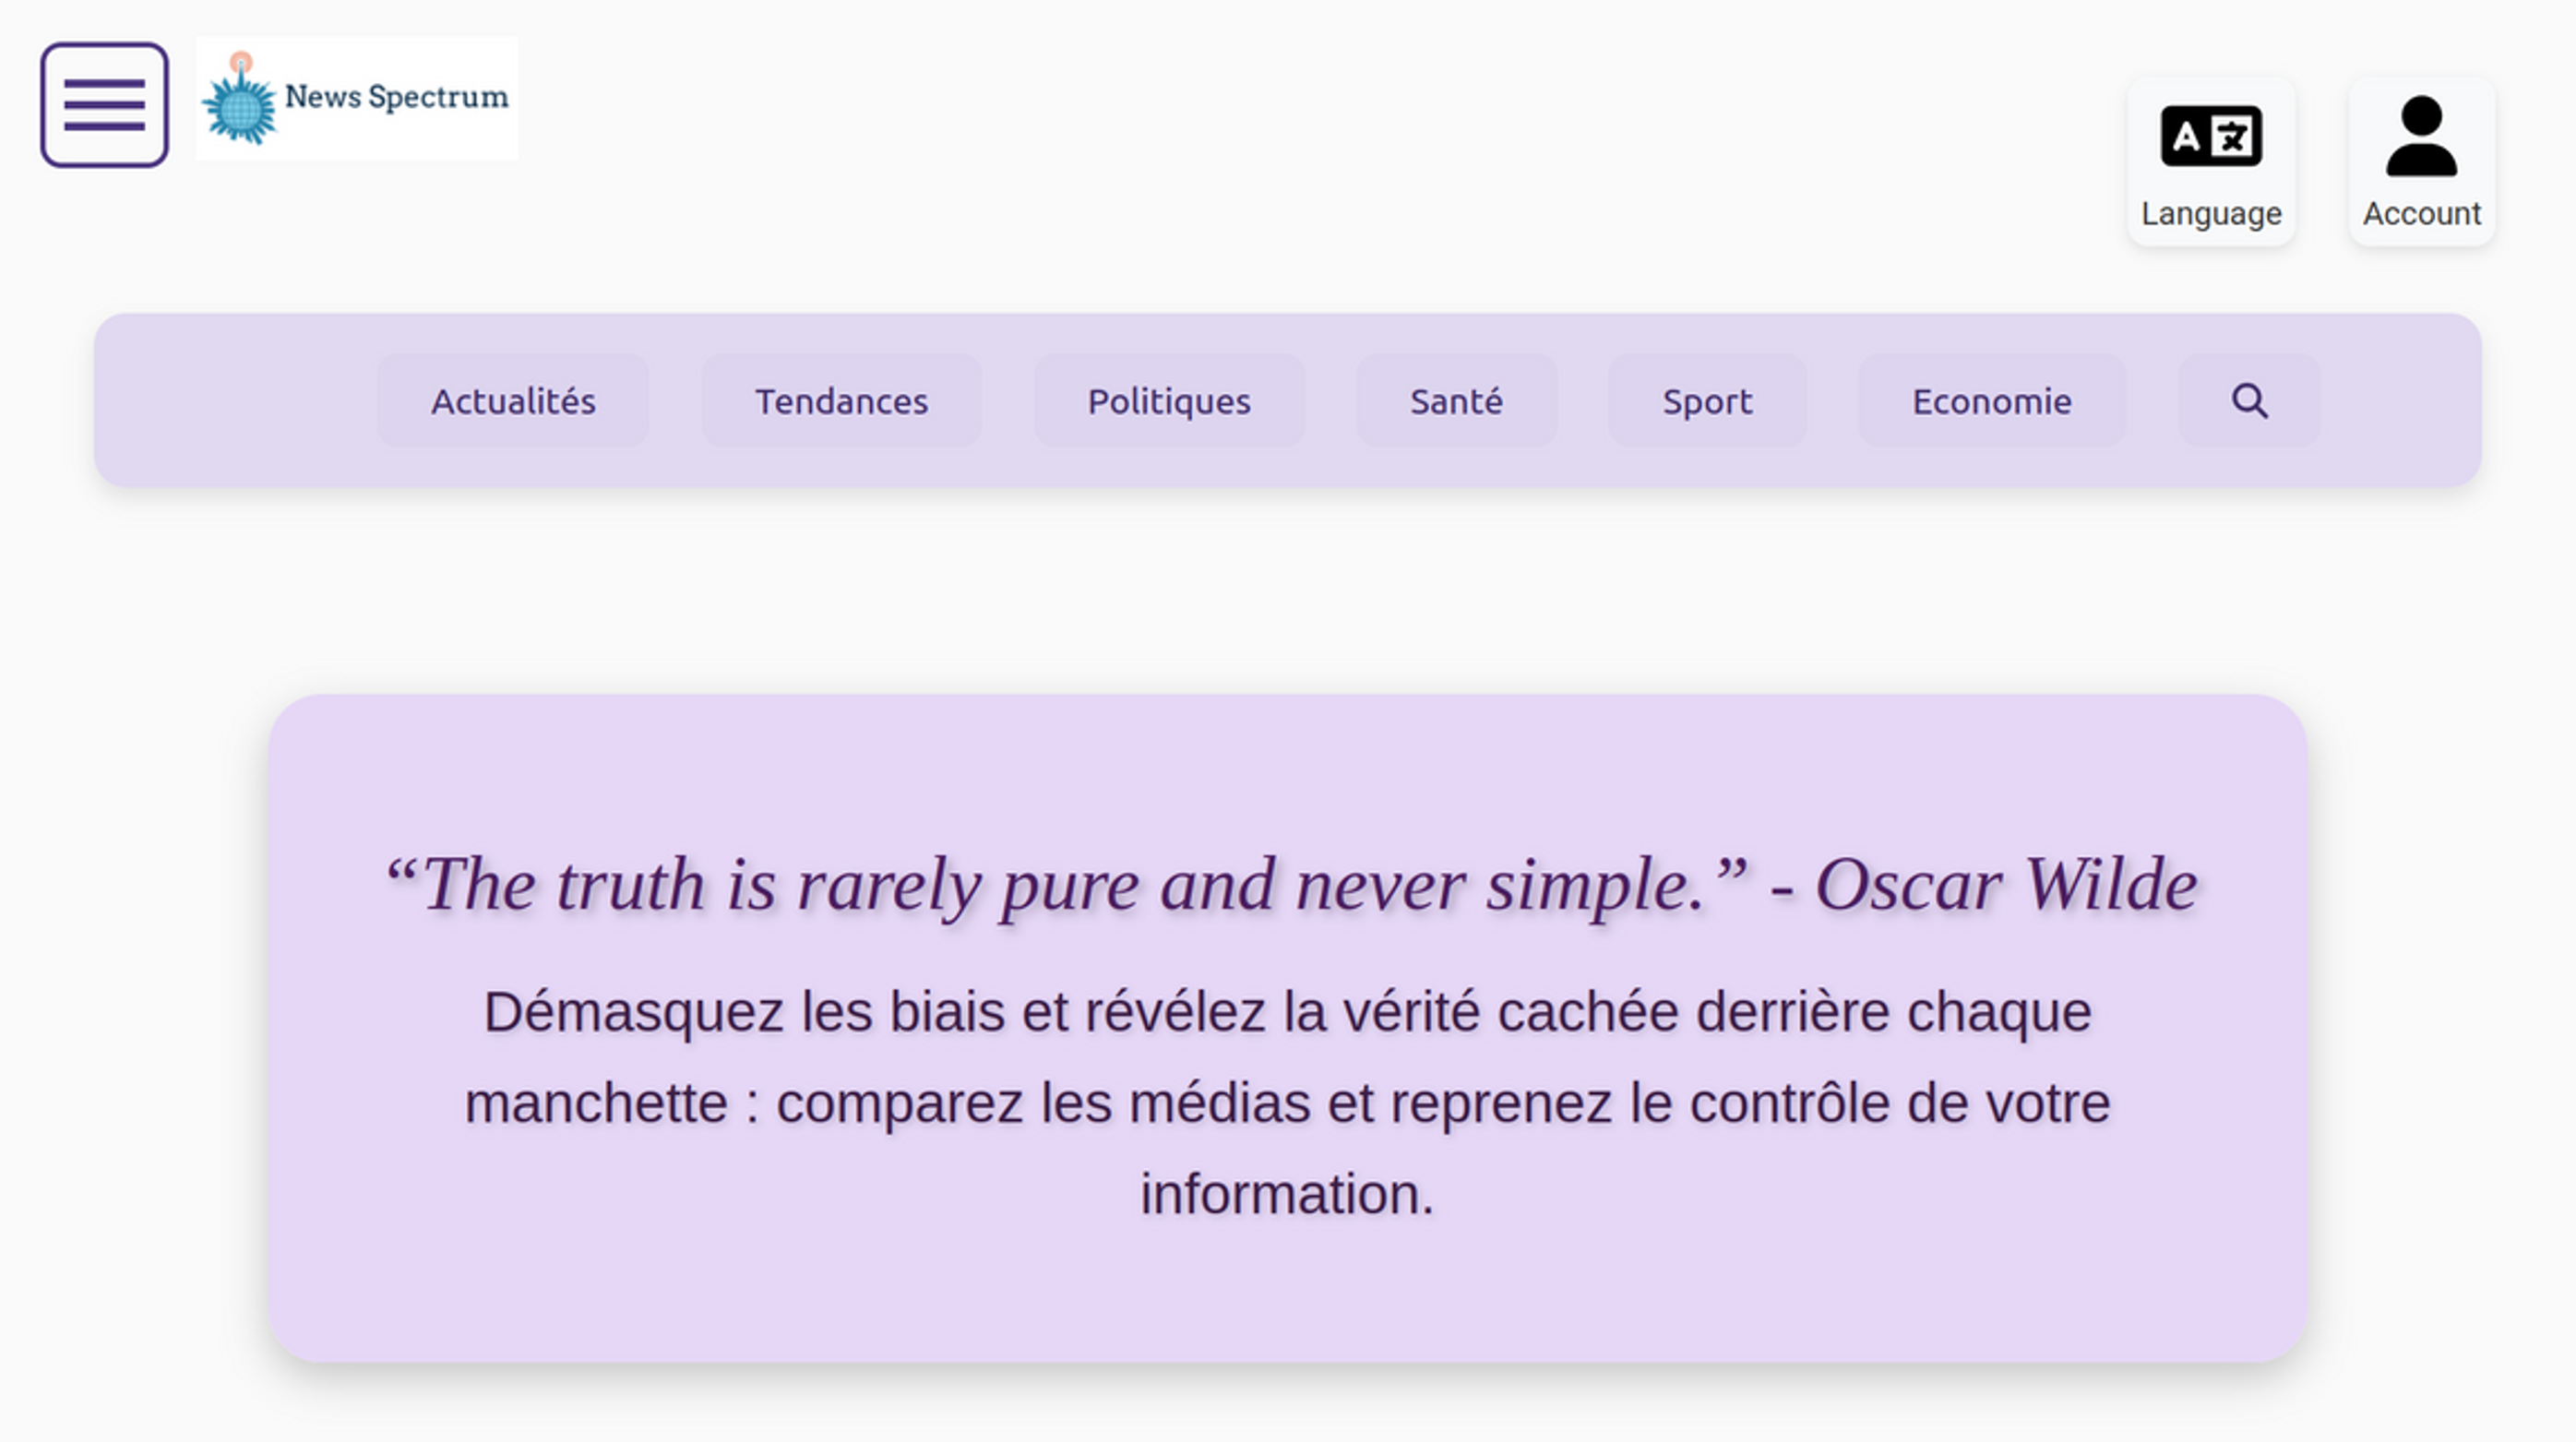 News Spectrum
A 文
Language
Account
Actualités
Tendances
Politiques
Santé
Sport
Economie
“The truth is rarely pure and never simple.” - Oscar Wilde
Démasquez les biais et révélez la vérité cachée derrière chaque
manchette : comparez les médias et reprenez le contrôle de votre
information.